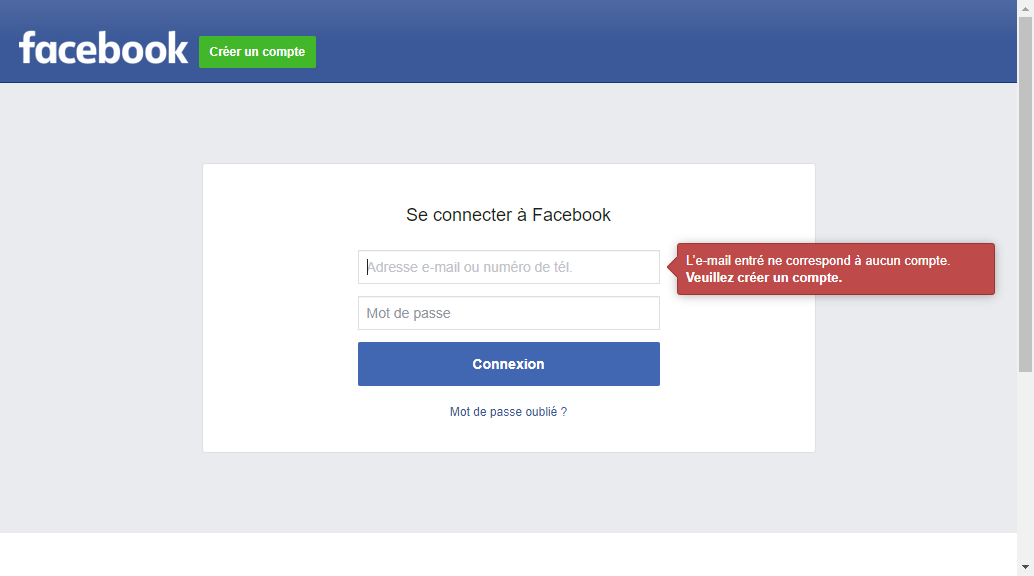 facebook
Créer un compte
Se connecter à Facebook
Adresse e-mail ou numéro de tél.
L'e-mail entré ne correspond à aucun compte.
Veuillez créer un compte.
Mot de passe
Connexion
Mot de passe oublié ?